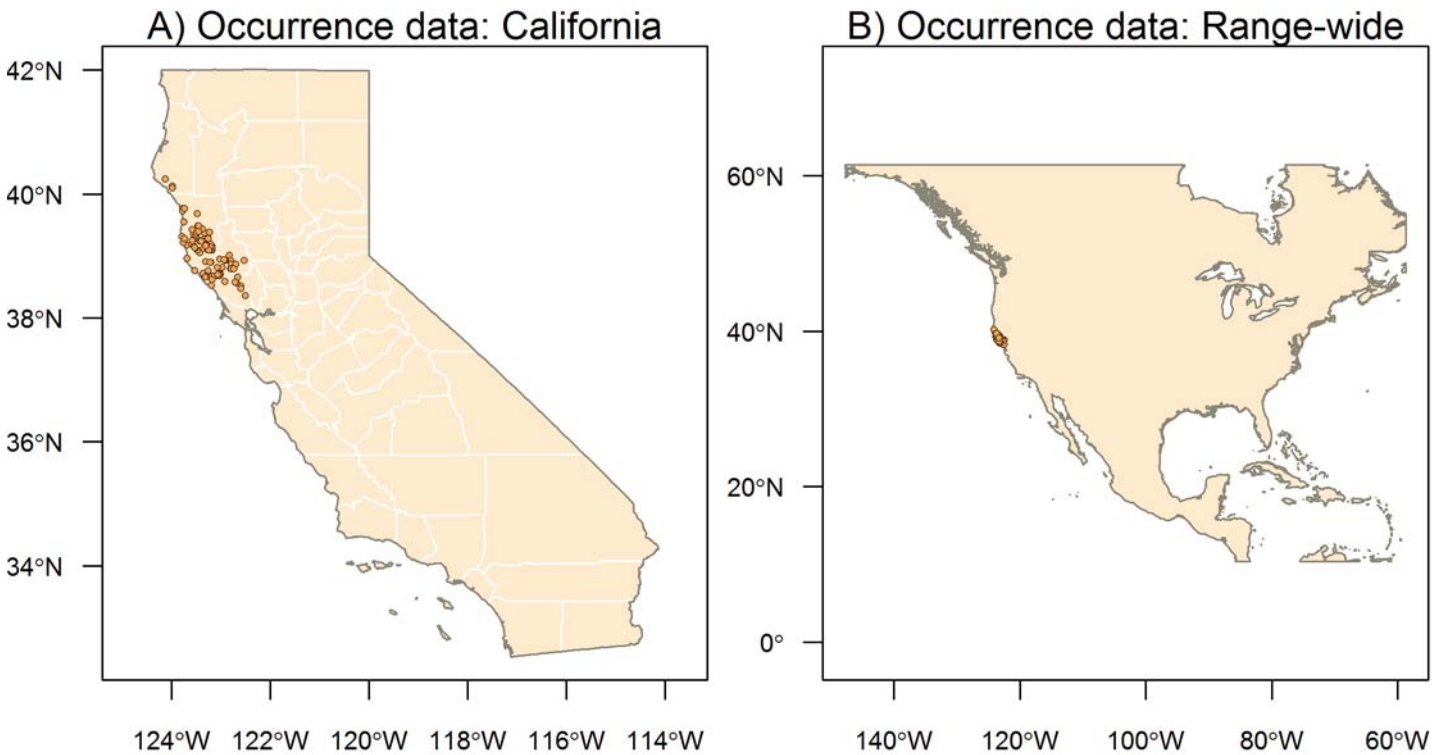 A) Occurrence data: California
42°N
40°N
38°N
36°N
34°N
124°W 122°W 120°W 118°W 116°W 114°W
B) Occurrence data: Range-wide
60°N
40°N
20°N
0°
140°W 120°W 100°W 80°W 60°W